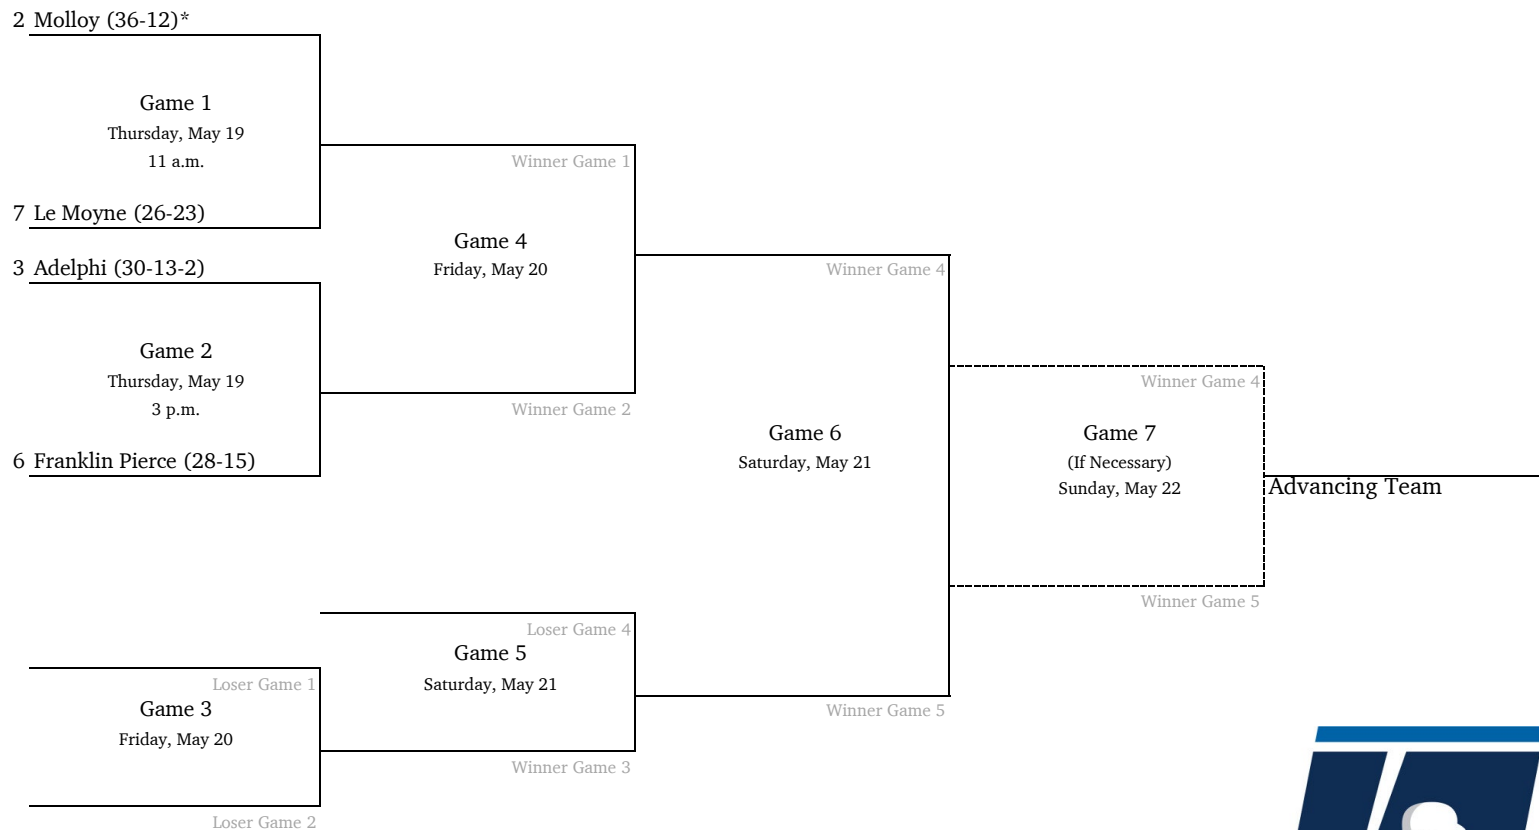 2 Molloy (36-12)*
Game 1
Thursday, May 19
11 a.m.
Winner Game 1
7 Le Moyne (26-23)
Game 4
Friday, May 20
3 Adelphi (30-13-2)
Winner Game 4
Game 2
Thursday, May 19
3 p.m.
Winner Game 4
Winner Game 2
Game 6
Saturday, May 21
Game 7
(If Necessary)
Sunday, May 22
6 Franklin Pierce (28-15)
Advancing Team
Winner Game 5
Loser Game 4
Game 5
Saturday, May 21
Loser Game 1
Game 3
Friday, May 20
Winner Game 5
Winner Game 3
Loser Game 2